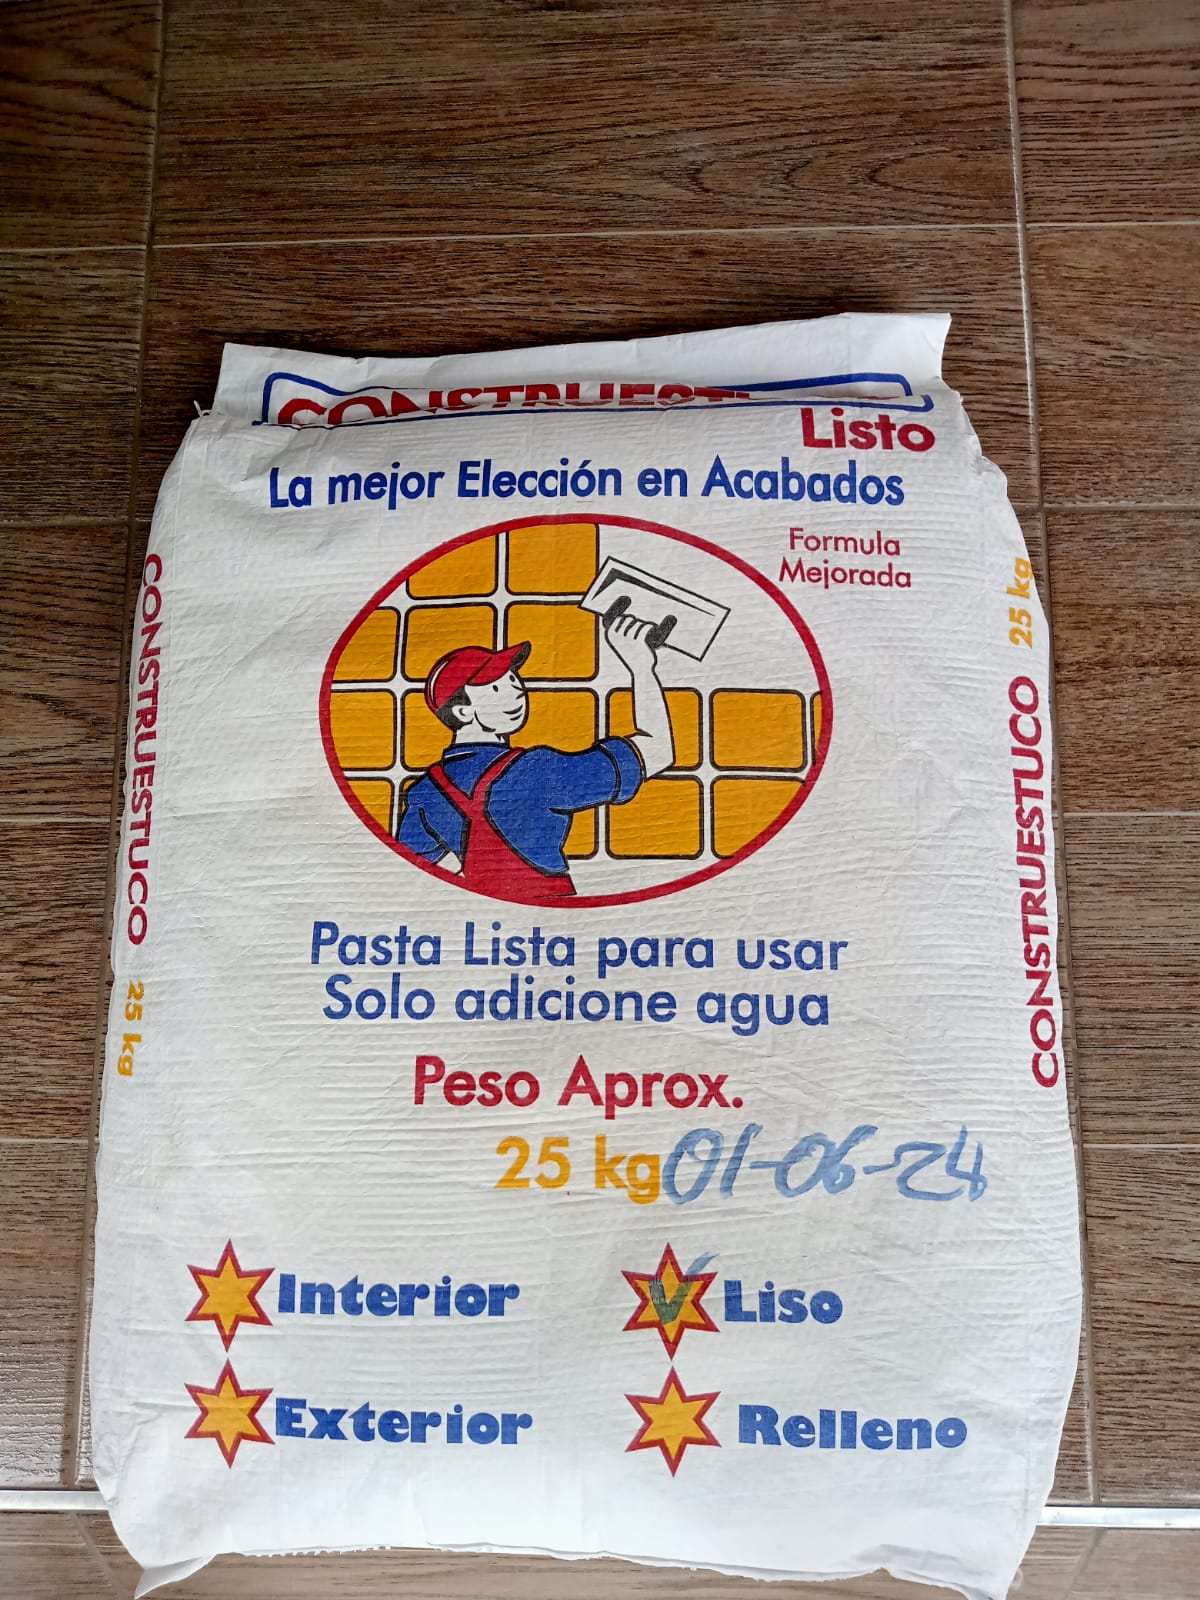 Listo
La mejor Elección en Acabados
Formula
Mejorada
CONSTRUESTUCO 25 kg
CONSTRUESTUCO 25 kg
Pasta Lista para usar
Solo adicione agua
Peso Aprox.
25 kg 01-06-24
Interior
Liso
Exterior
Relleno